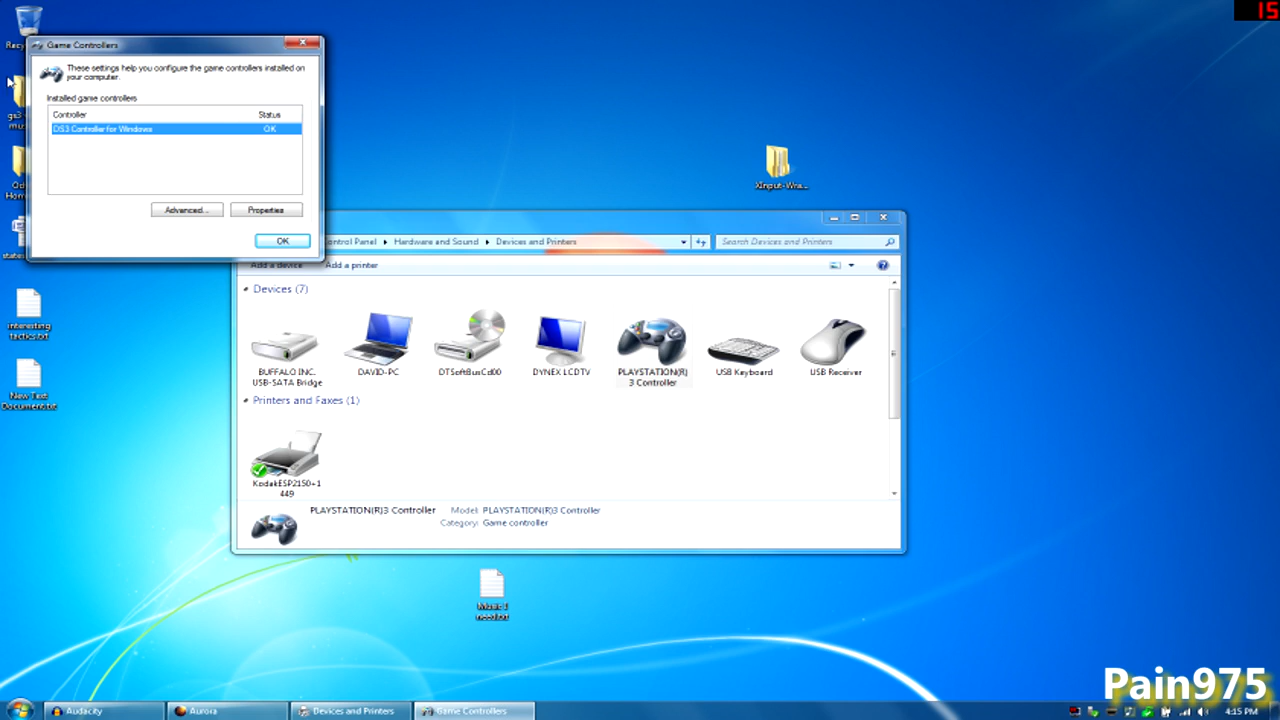 15
Game Controllers
These settings help you configure the game controllers installed on
your computer.
Installed game controllers
Controller Status
DS3 Controller for Windows OK
Advanced... Properties
OK
XInput-Wra...
Control Panel ▸ Hardware and Sound ▸ Devices and Printers
Search Devices and Printers
Add a device Add a printer
Devices (7)
BUFFALO INC.
USB-SATA Bridge
DAVID-PC
DTSoftBusCd00
DYNEX LCDTV
PLAYSTATION(R)
3 Controller
USB Keyboard
USB Receiver
Printers and Faxes (1)
KodakESP2150+1
449
PLAYSTATION(R)3 Controller
Model: PLAYSTATION(R)3 Controller
Category: Game controller
interesting
tactics.txt
New Text
Document.txt
Music I
need.txt
Pain975
Audacity
Aurora
Devices and Printers
Game Controllers
4:15 PM